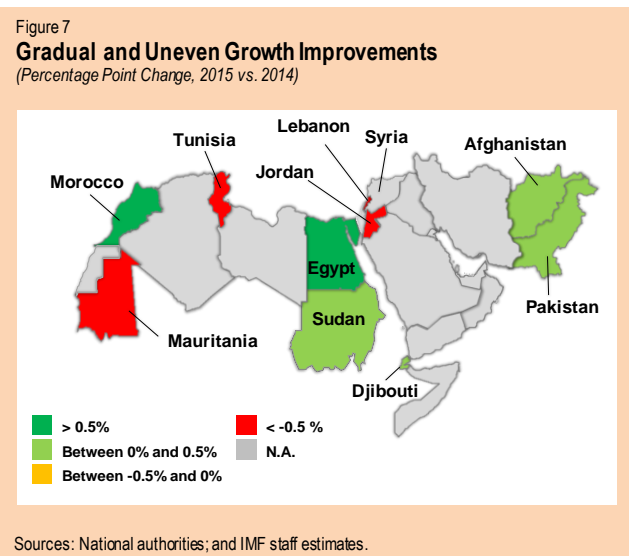 Figure 7
Gradual and Uneven Growth Improvements
(Percentage Point Change, 2015 vs. 2014)
Lebanon
Tunisia
Syria
Afghanistan
Jordan
Morocco
Egypt
Pakistan
Sudan
Mauritania
Djibouti
> 0.5%
< -0.5 %
Between 0% and 0.5%
N.A.
Between -0.5% and 0%
Sources: National authorities; and IMF staff estimates.